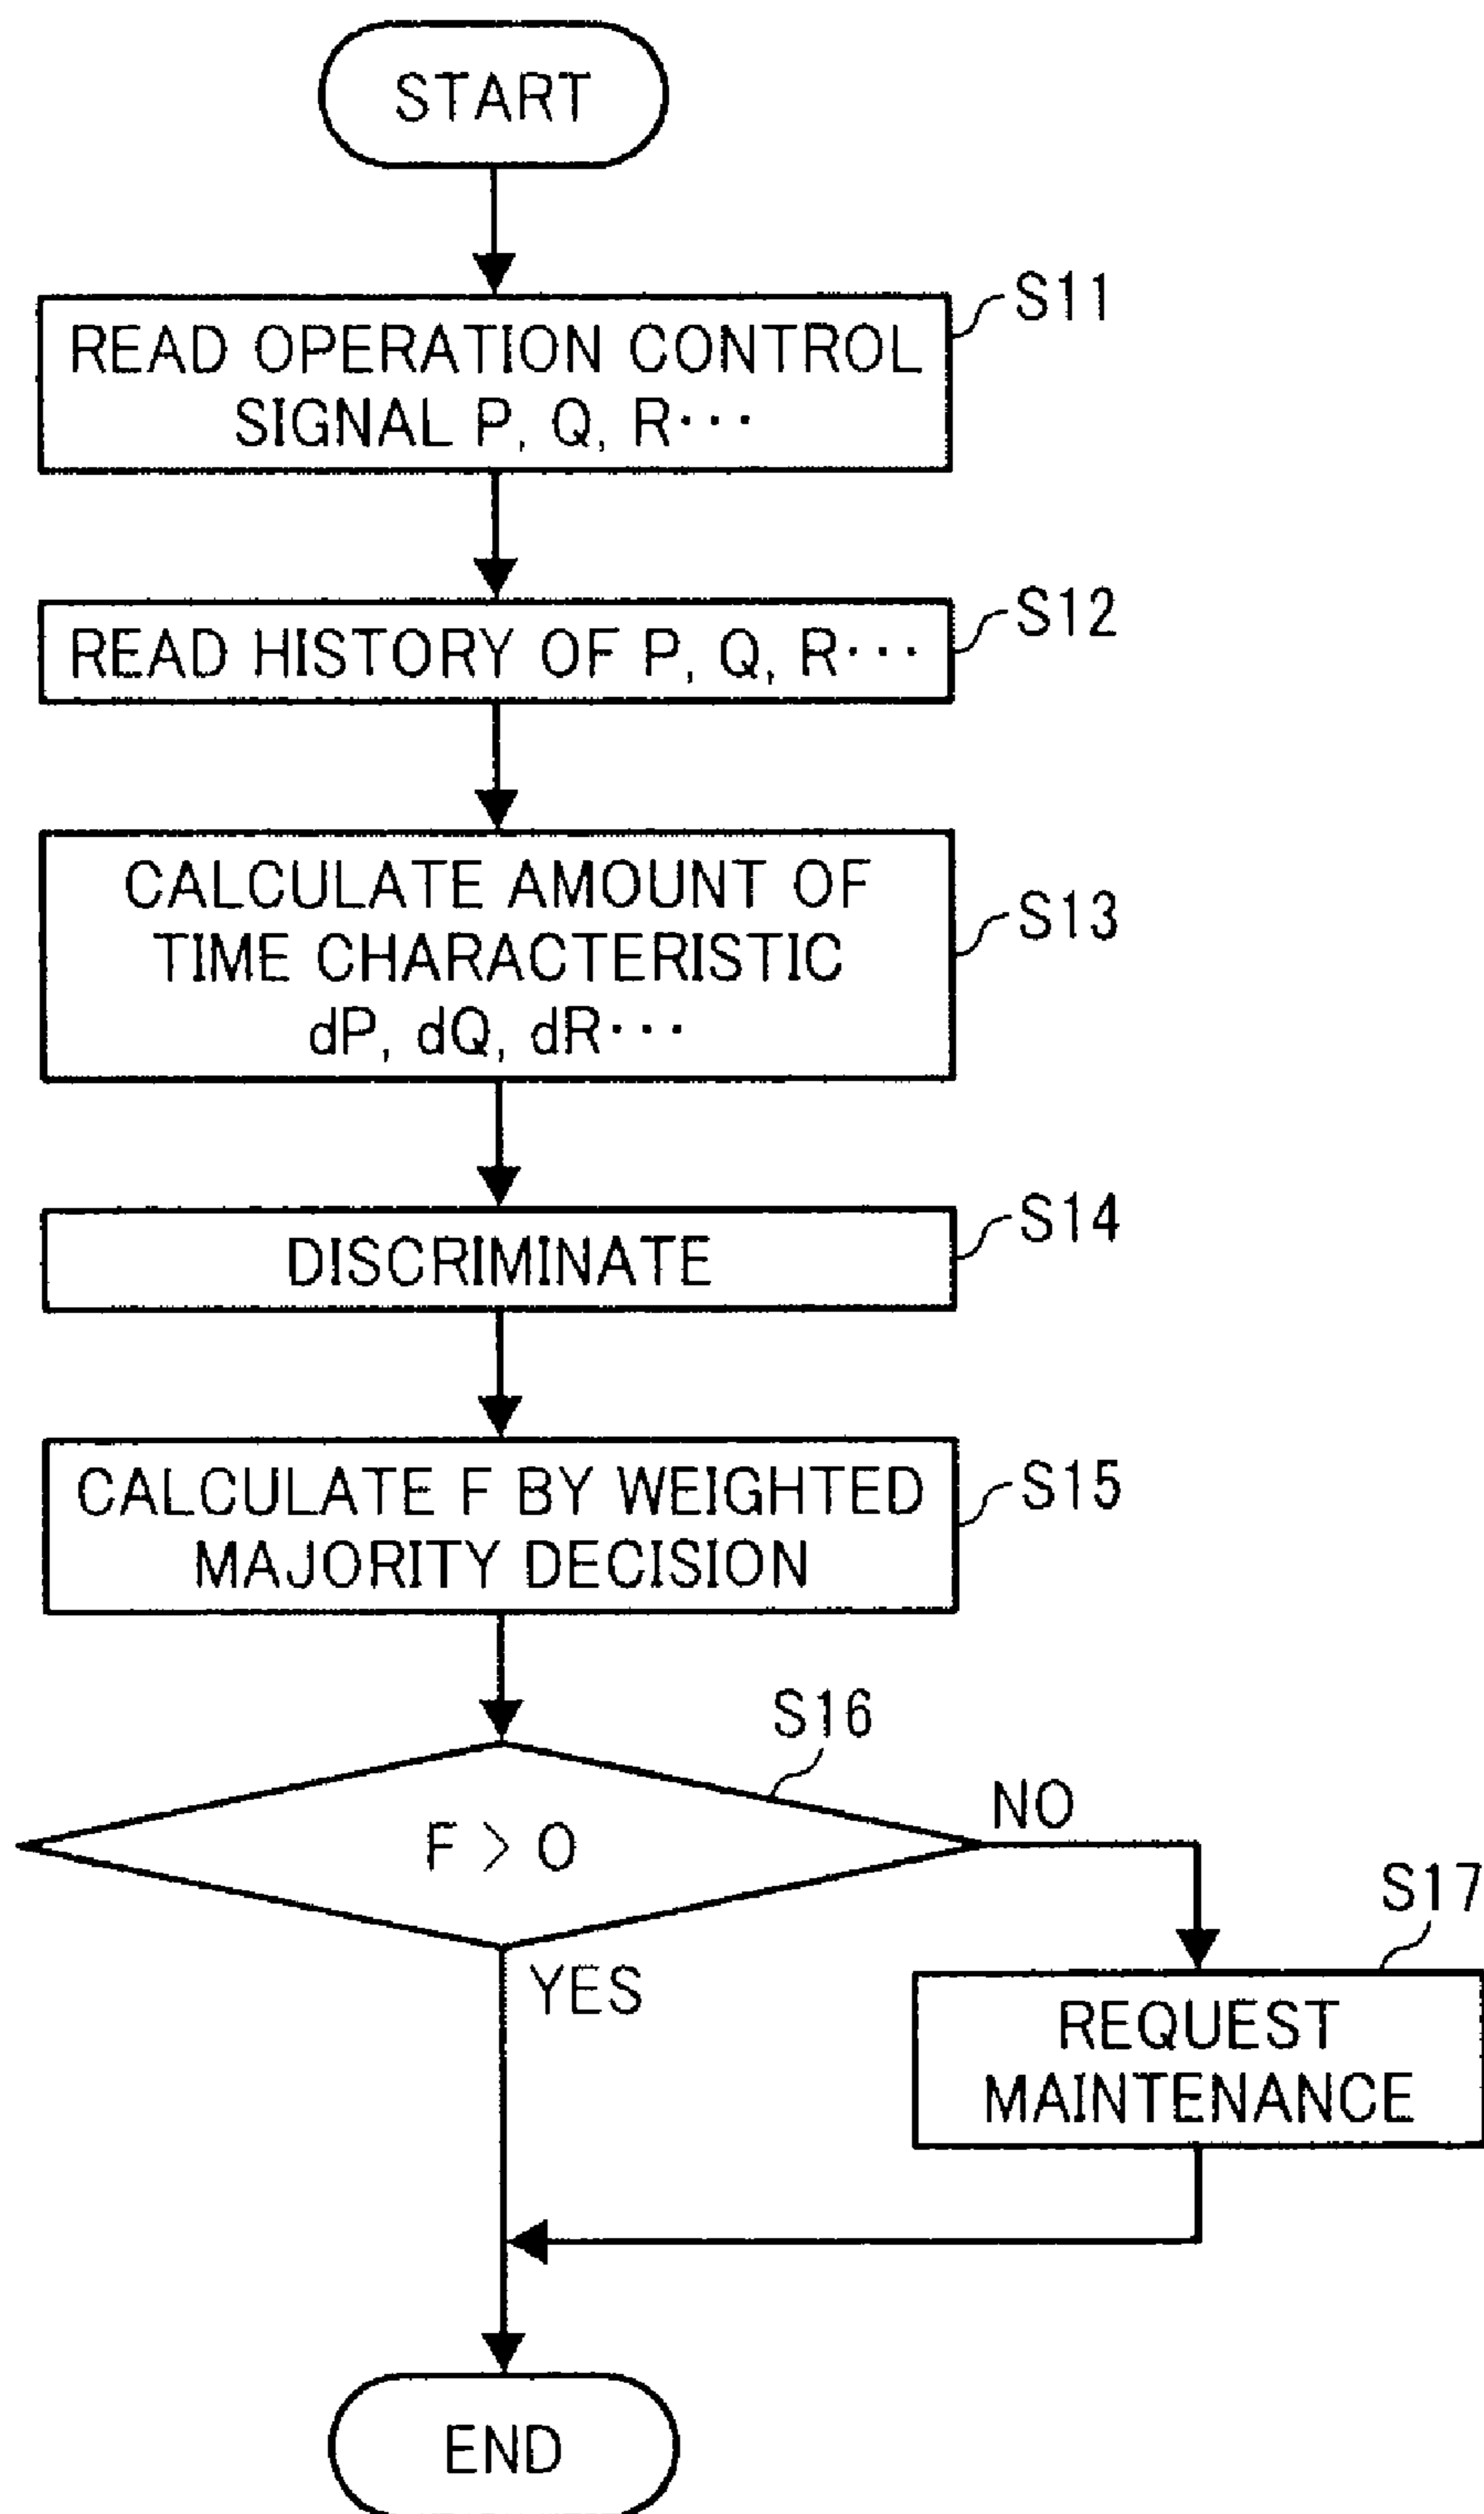 START
S11
READ OPERATION CONTROL
SIGNAL P, Q, R···
S12
READ HISTORY OF P, Q, R···
CALCULATE AMOUNT OF
S13
TIME CHARACTERISTIC
dP, dQ, dR···
S14
DISCRIMINATE
CALCULATE F BY WEIGHTED
S15
MAJORITY DECISION
S16
NO
F > 0
S17
YES
REQUEST
MAINTENANCE
END